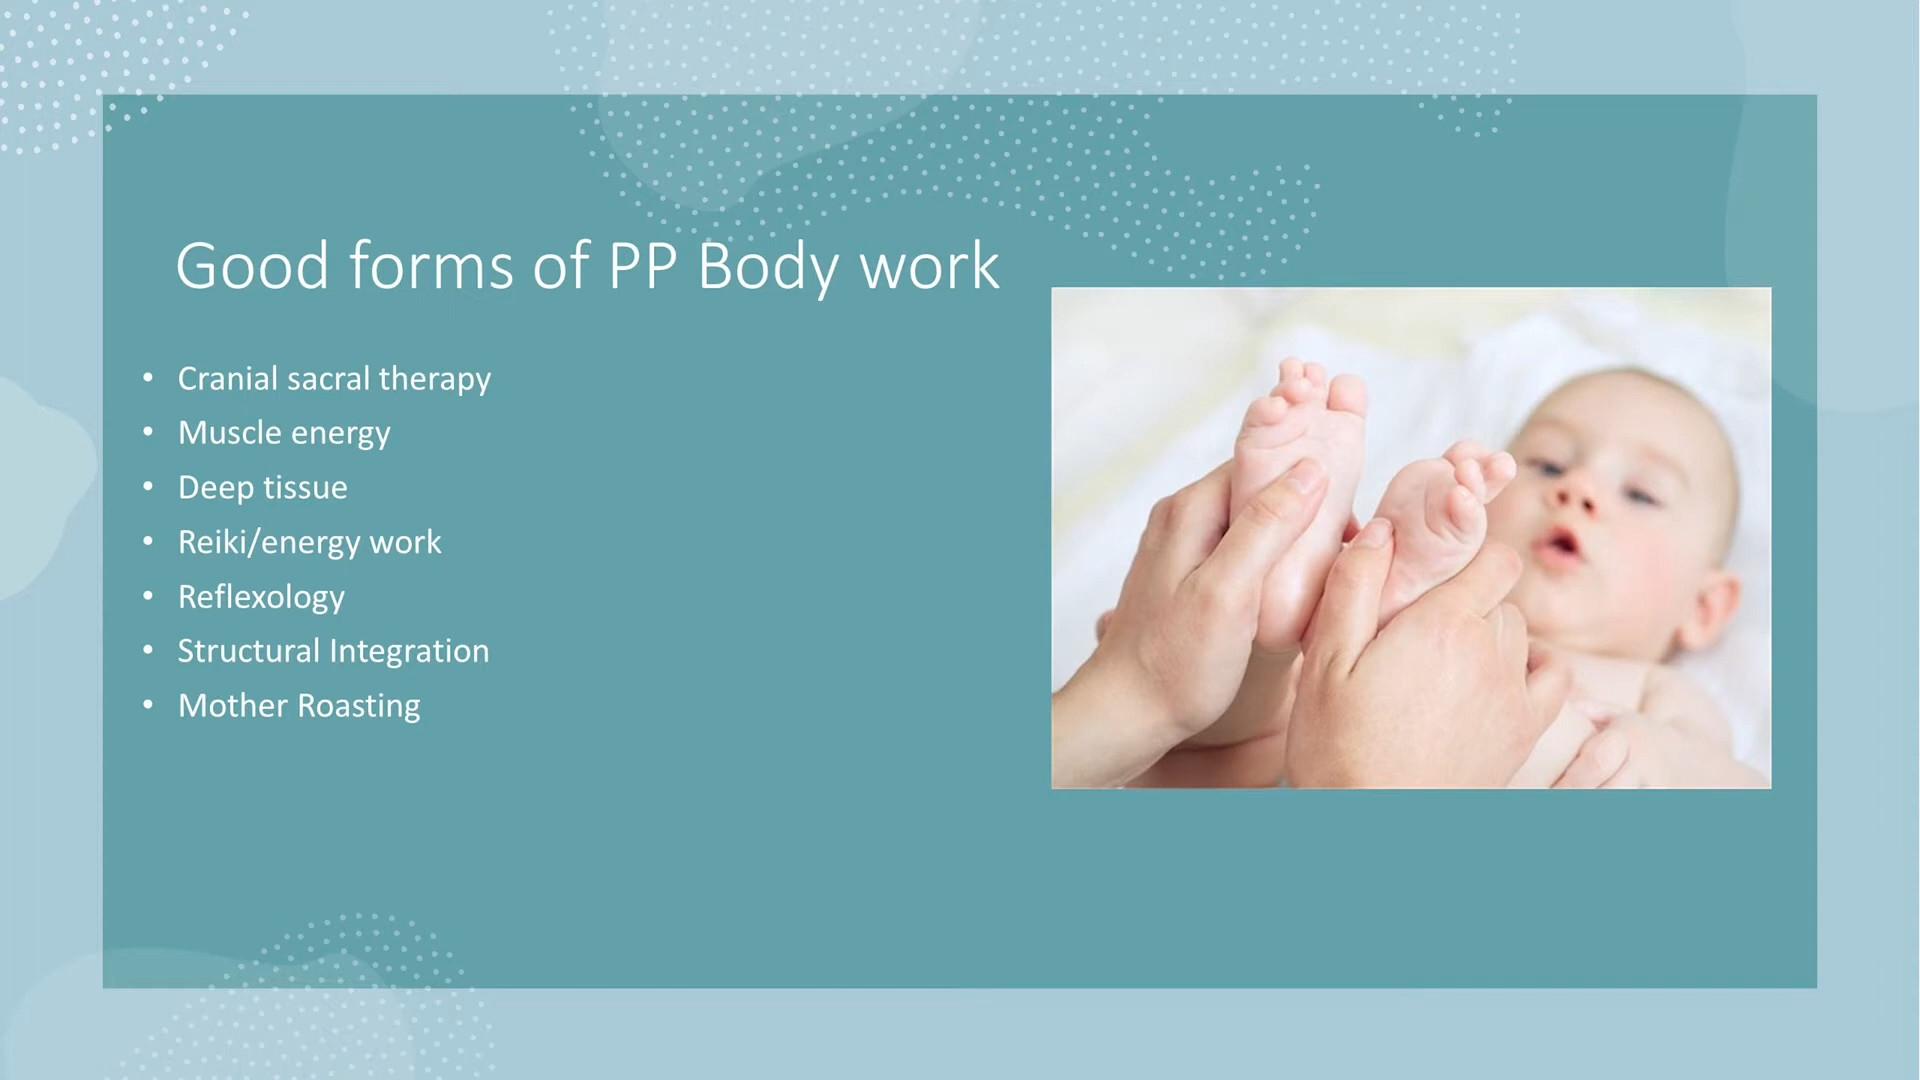 Good forms of PP Body work
• Cranial sacral therapy
• Muscle energy
• Deep tissue
• Reiki/energy work
• Reflexology
• Structural Integration
• Mother Roasting